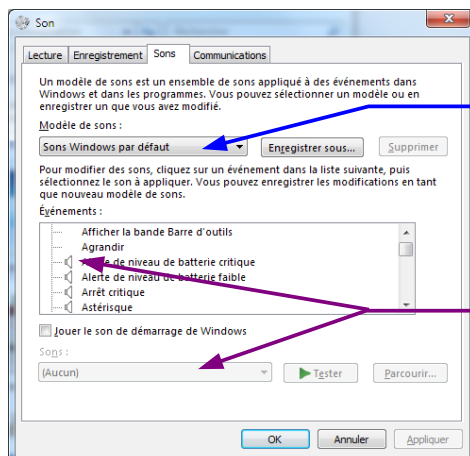 Son
Lecture Enregistrement Sons Communications
Un modèle de sons est un ensemble de sons appliqué à des événements dans
Windows et dans les programmes. Vous pouvez sélectionner un modèle ou en
enregistrer un que vous avez modifié.
Modèle de sons :
Sons Windows par défaut Enregistrer sous... Supprimer
Pour modifier des sons, cliquez sur un événement dans la liste suivante, puis
sélectionnez le son à appliquer. Vous pouvez enregistrer les modifications en tant
que nouveau modèle de sons.
Événements :
Afficher la bande Barre d'outils
Agrandir
Alerte de niveau de batterie critique
Alerte de niveau de batterie faible
Arrêt critique
Astérisque
Jouer le son de démarrage de Windows
Sons :
(Aucun) Tester Parcourir...
OK Annuler Appliquer